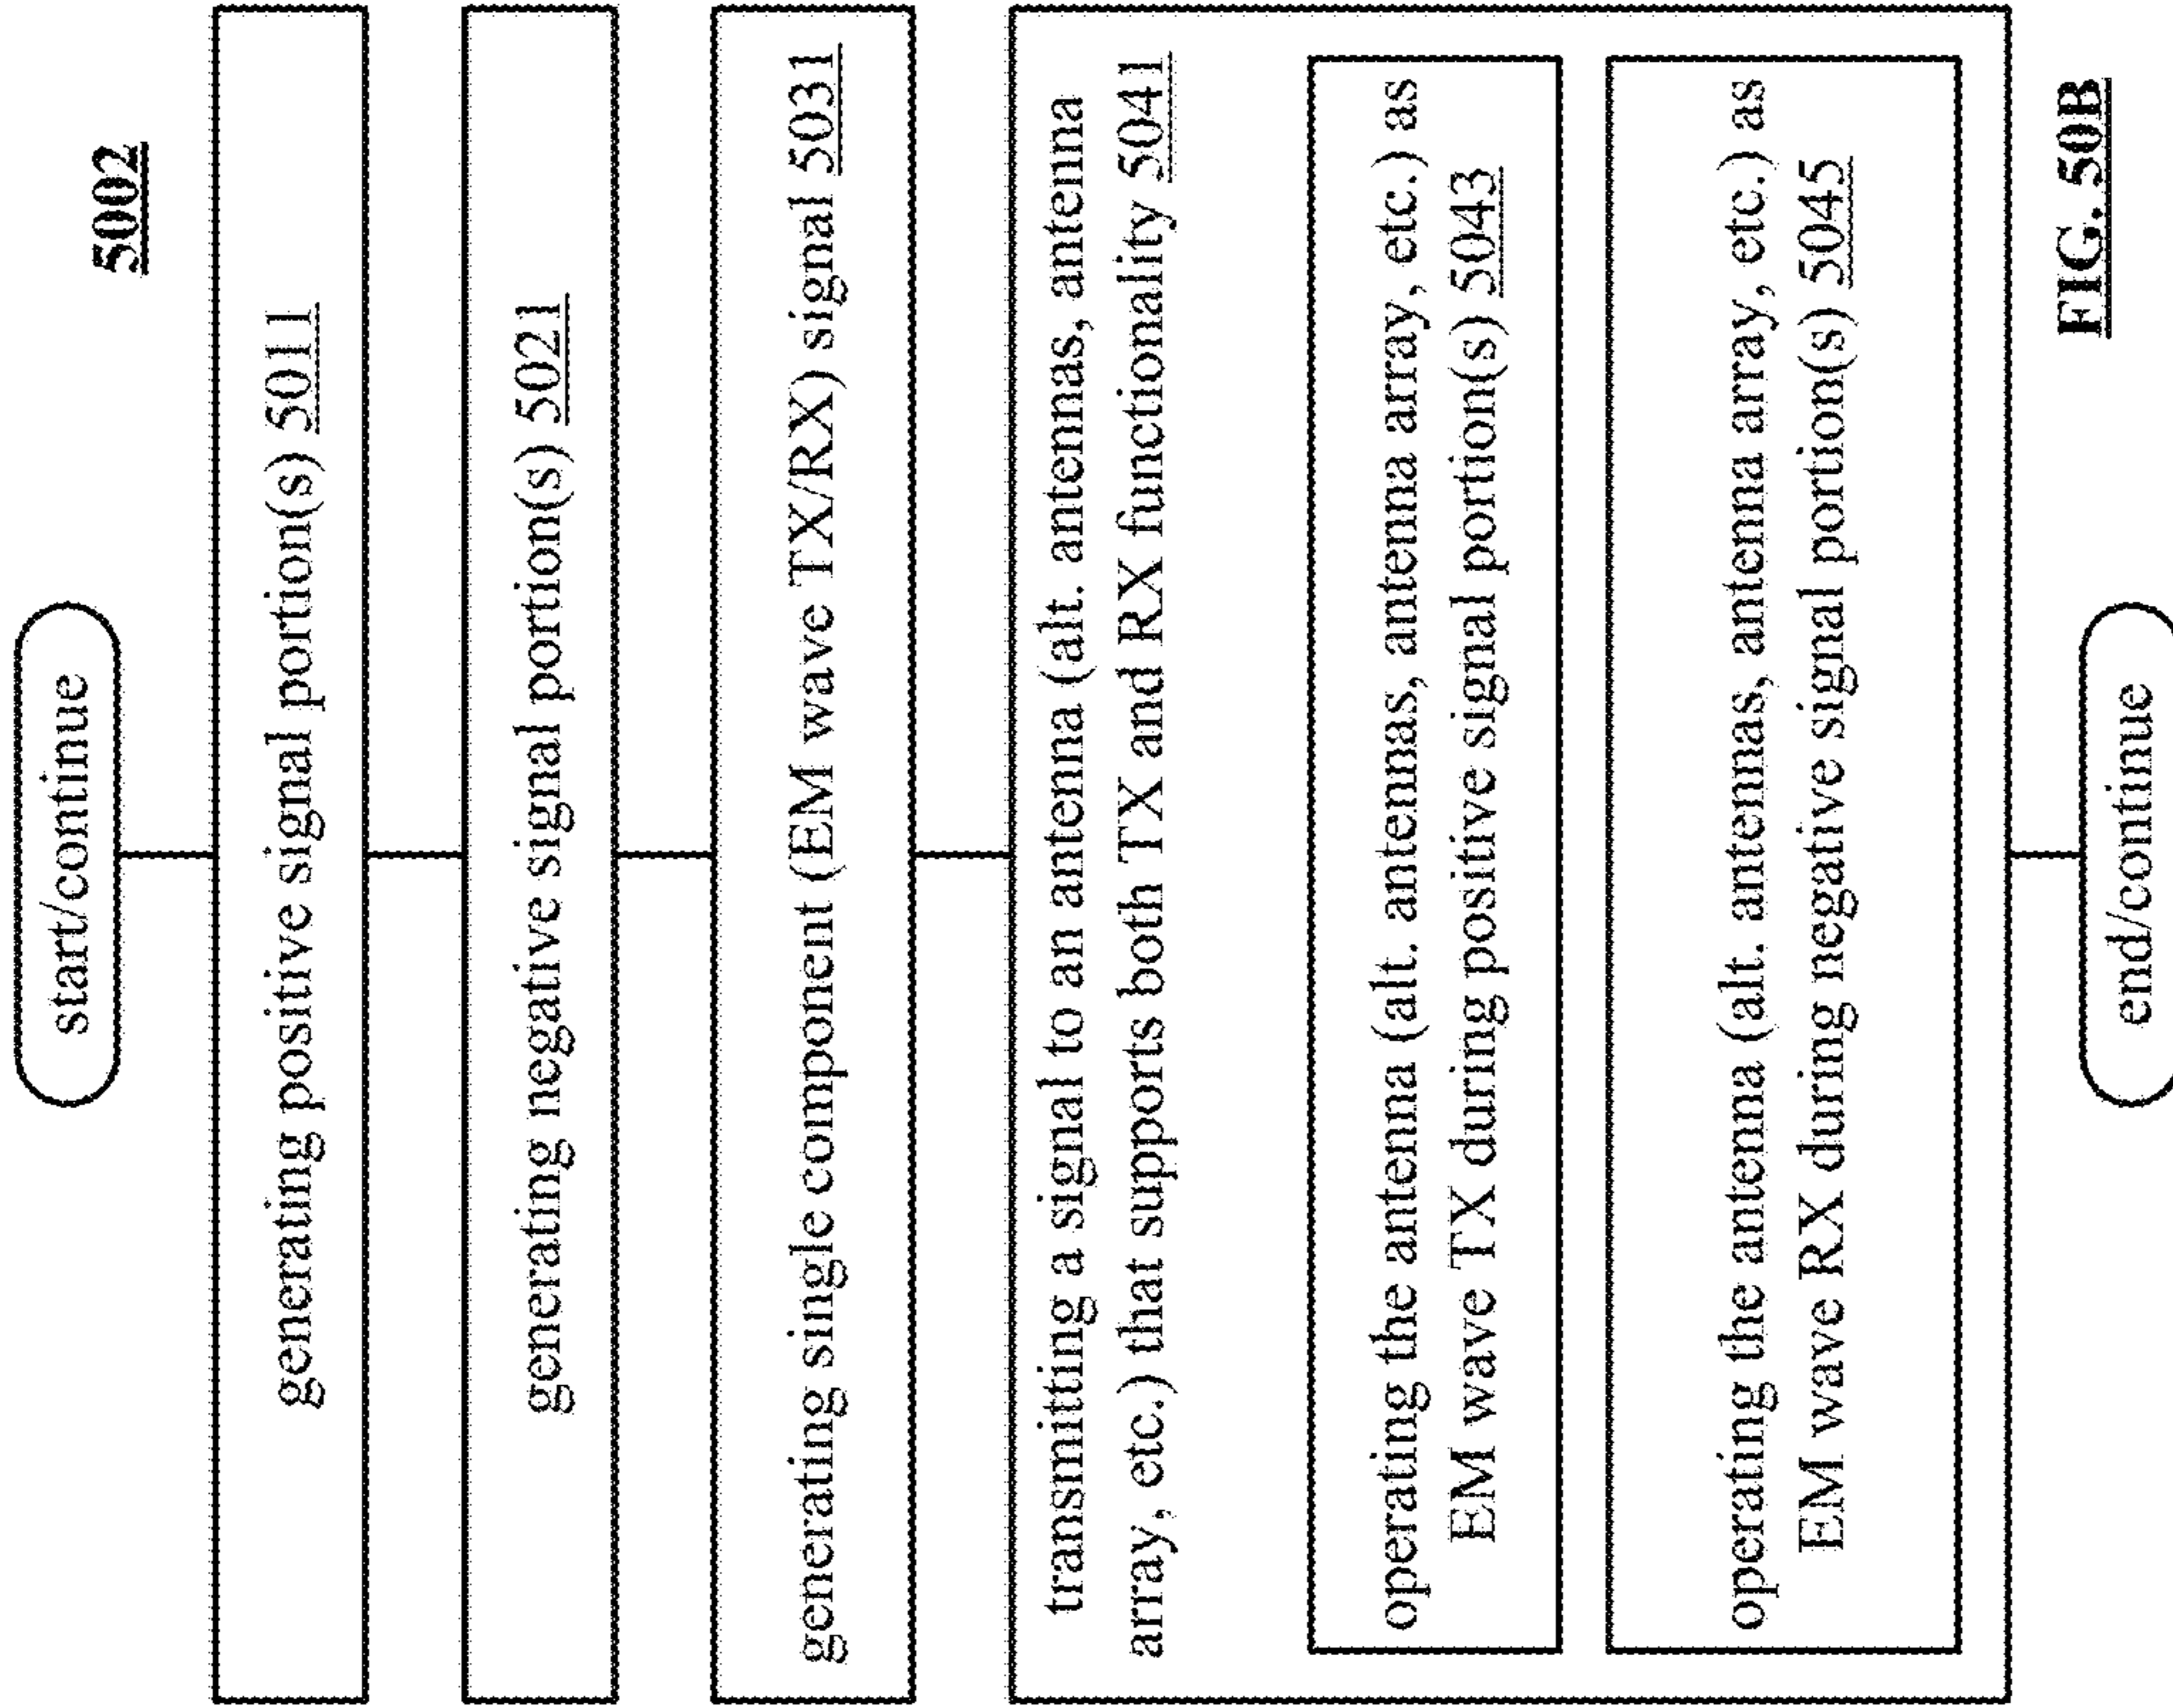 5002
start/continue
generating positive signal portion(s) 5011
generating negative signal portion(s) 5021
generating single component (EM wave TX/RX) signal 5031
transmitting a signal to an antenna (alt. antennas, antenna
array, etc.) that supports both TX and RX functionality 5041
operating the antenna (alt. antennas, antenna array, etc.) as
EM wave TX during positive signal portion(s) 5043
operating the antenna (alt. antennas, antenna array, etc.) as
EM wave RX during negative signal portion(s) 5045
end/continue
FIG. 50B